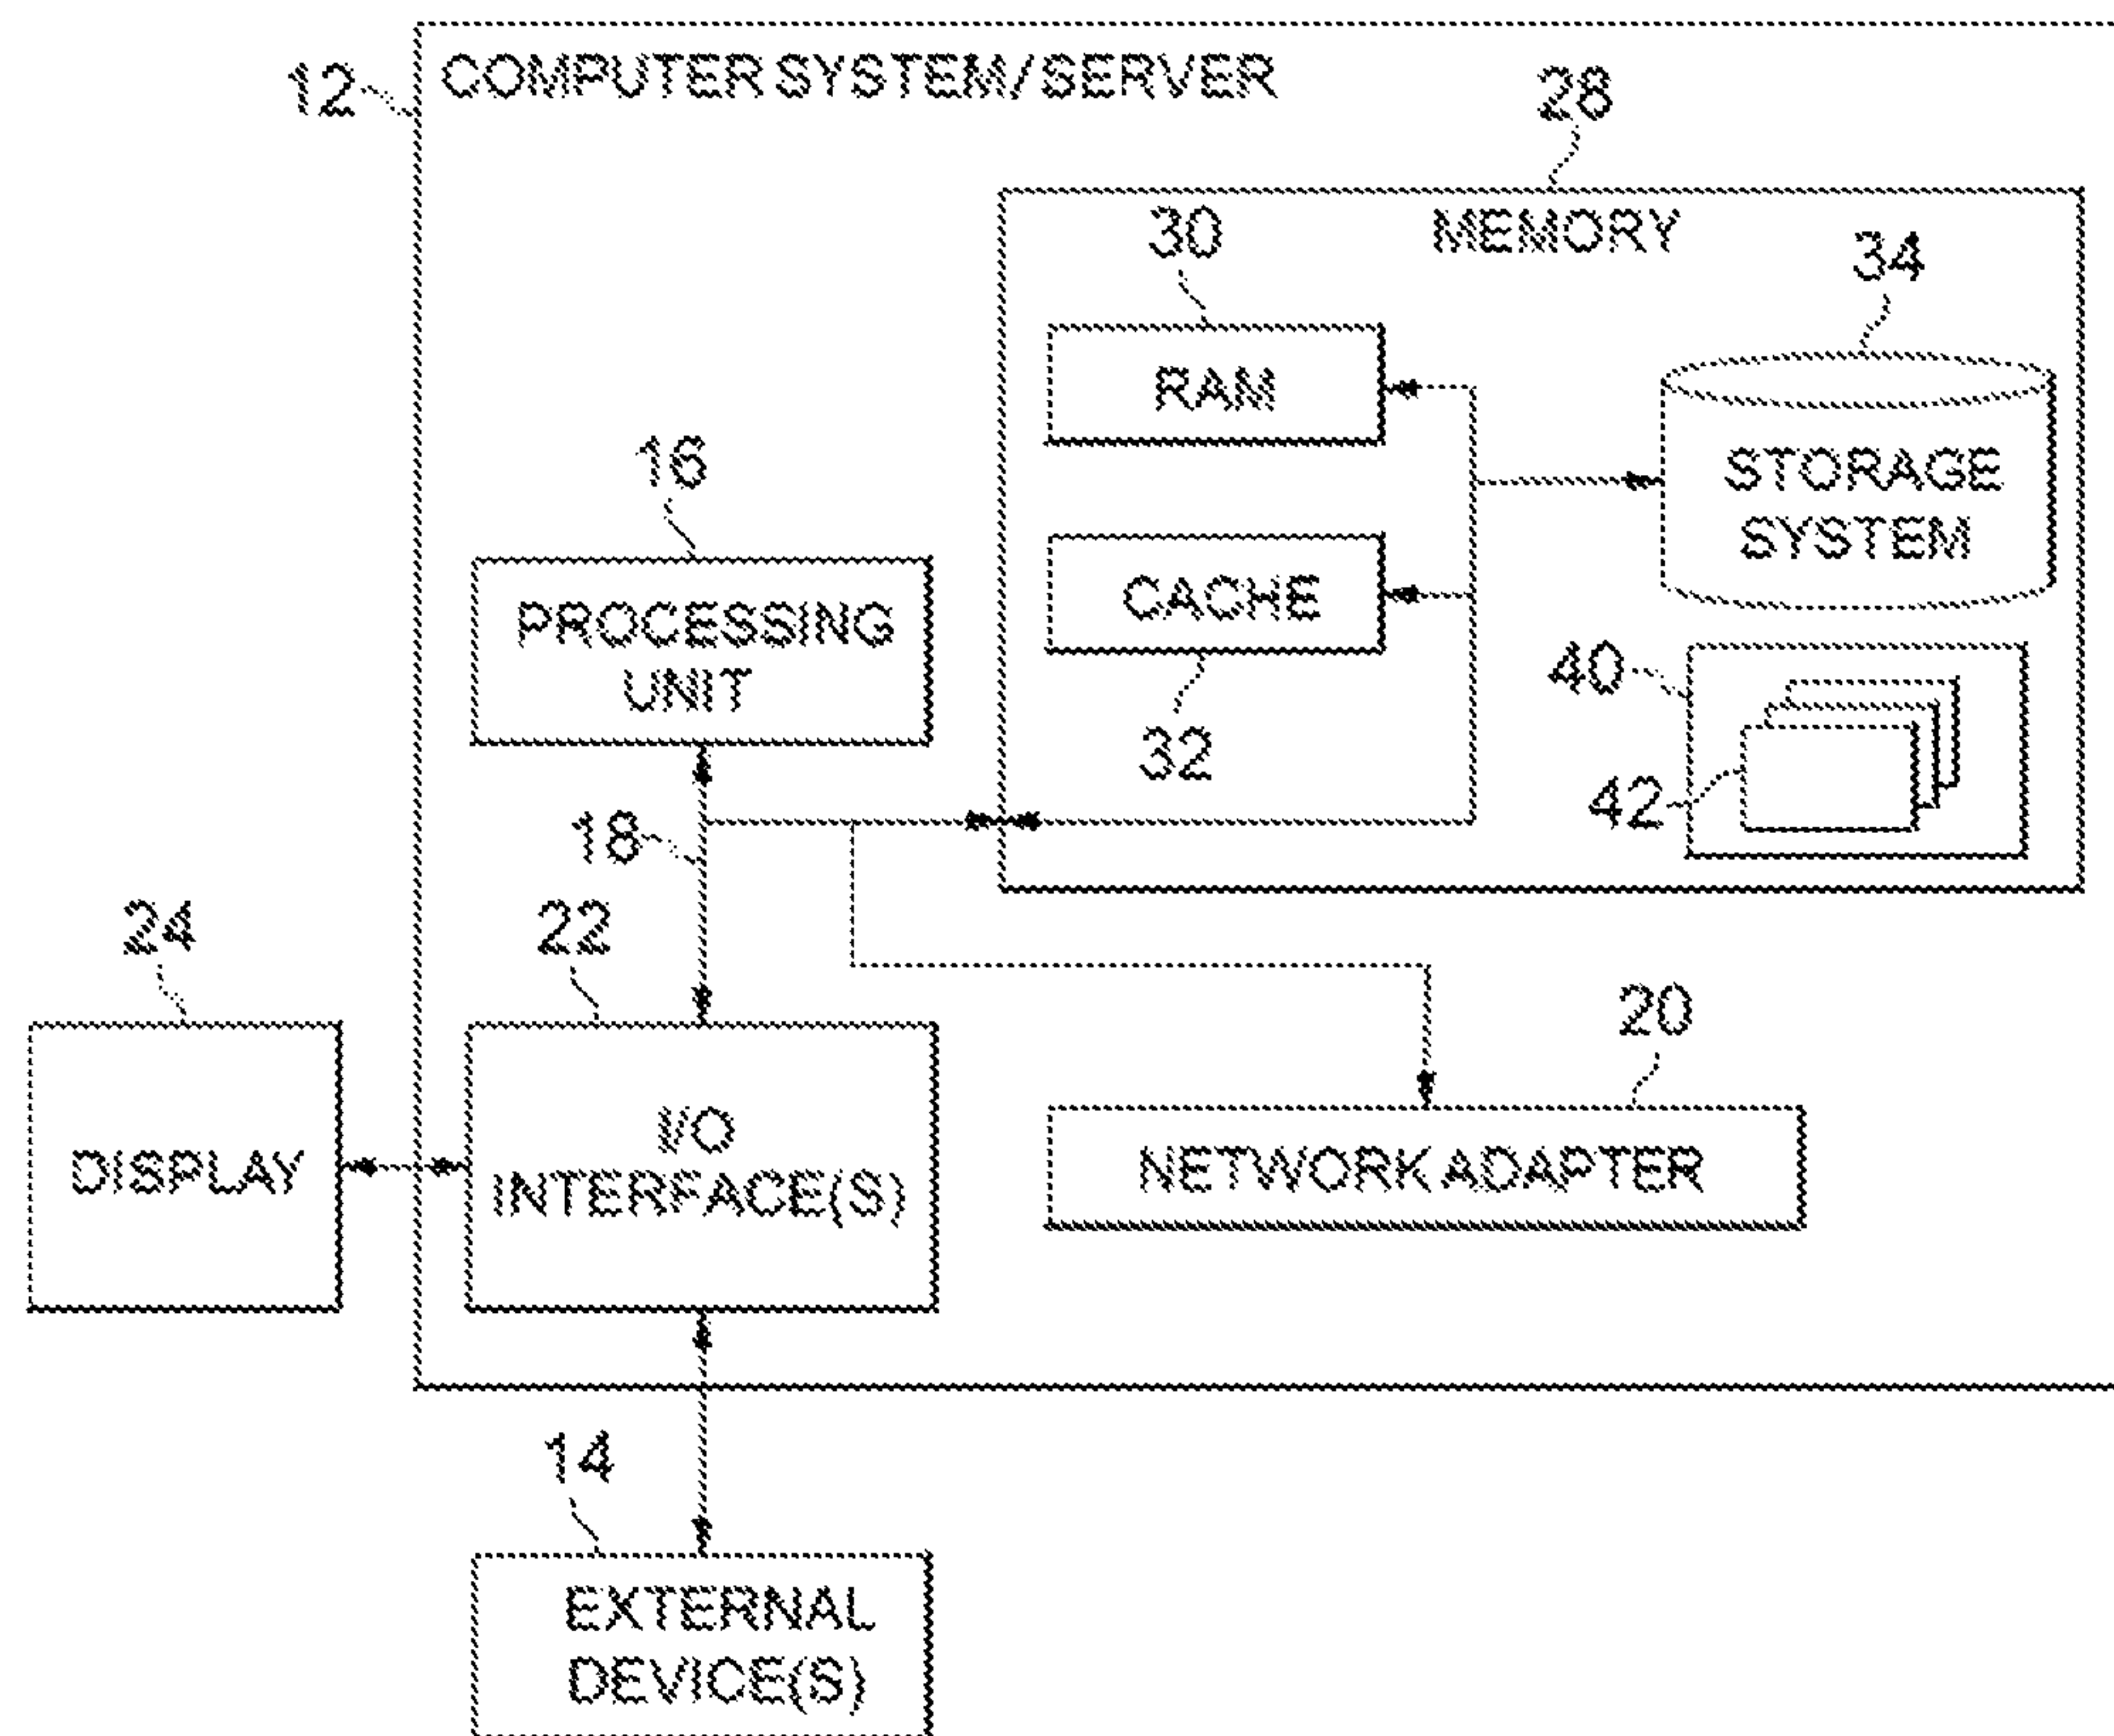 12
COMPUTER SYSTEM/SERVER
28
MEMORY
30
34
RAM
STORAGE
SYSTEM
16
CACHE
PROCESSING
UNIT
40
32
42
18
24
22
20
DISPLAY
I/O
INTERFACE(S)
NETWORK ADAPTER
14
EXTERNAL
DEVICE(S)